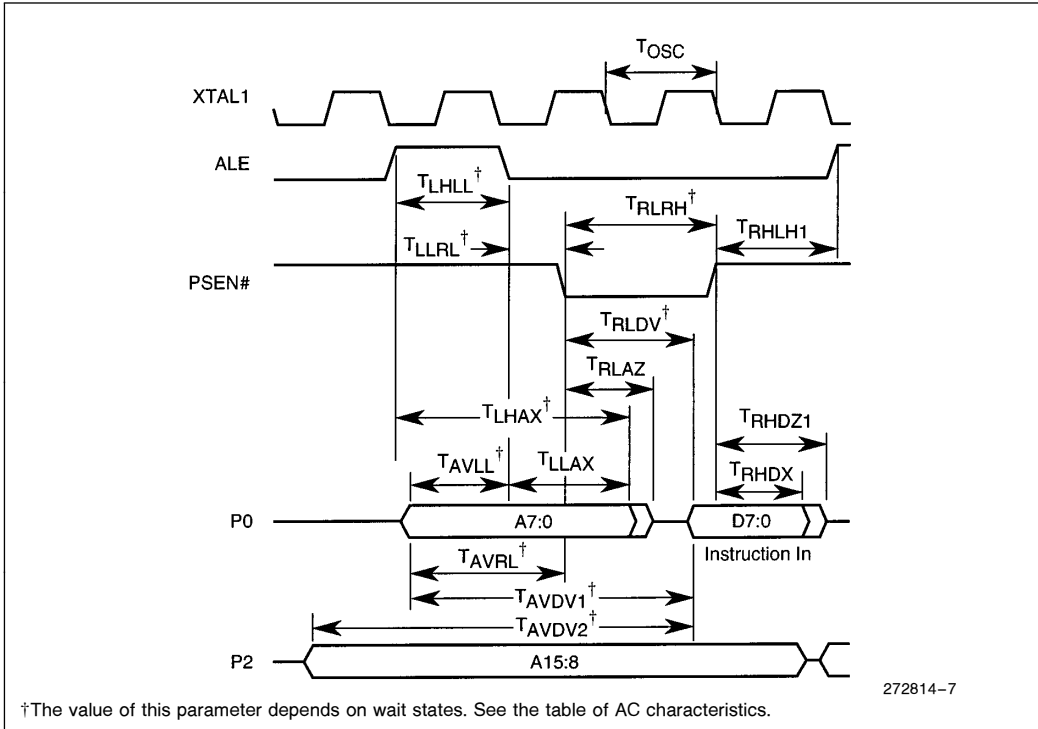 TOSC
XTAL1
ALE
TLHLL†
TRLRH†
TRHLH1
TLLRL†
PSEN#
TRLDV†
TRLAZ
TLHAX†
TRHDZ1
TAVLL†
TLLAX
TRHDX
P0
A7:0
D7:0
Instruction In
TAVRL†
TAVDV1†
TAVDV2†
P2
A15:8
272814–7
†The value of this parameter depends on wait states. See the table of AC characteristics.